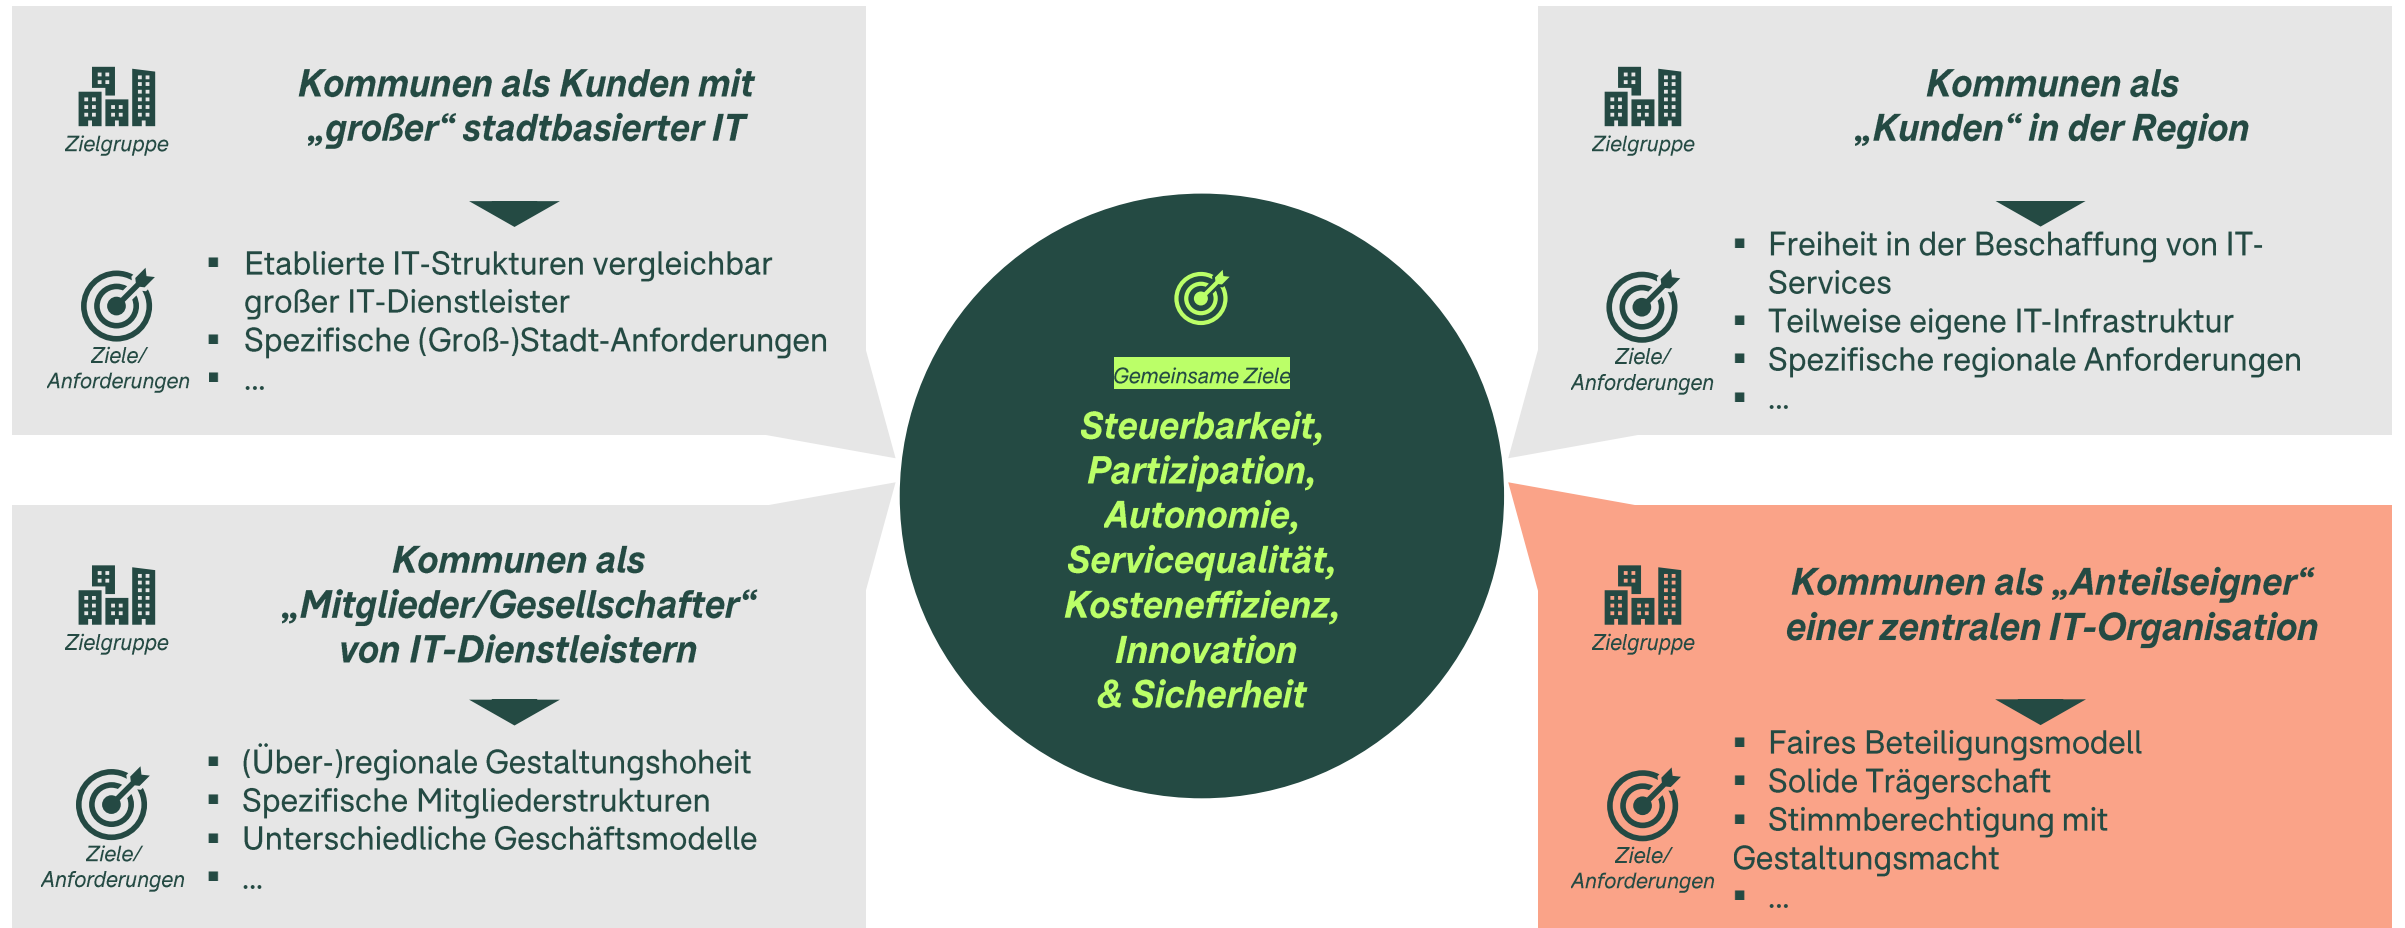 Kommunen als Kunden mit
„großer“ stadtbasierter IT
Zielgruppe
▪ Etablierte IT-Strukturen vergleichbar
großer IT-Dienstleister
▪ Spezifische (Groß-)Stadt-Anforderungen
▪ ...
Ziele/
Anforderungen
Kommunen als
„Kunden“ in der Region
Zielgruppe
▪ Freiheit in der Beschaffung von IT-
Services
▪ Teilweise eigene IT-Infrastruktur
▪ Spezifische regionale Anforderungen
▪ ...
Ziele/
Anforderungen
Gemeinsame Ziele
Steuerbarkeit,
Partizipation,
Autonomie,
Servicequalität,
Kosteneffizienz,
Innovation
& Sicherheit
Kommunen als
„Mitglieder/Gesellschafter“
von IT-Dienstleistern
Zielgruppe
▪ (Über-)regionale Gestaltungshoheit
▪ Spezifische Mitgliederstrukturen
▪ Unterschiedliche Geschäftsmodelle
▪ ...
Ziele/
Anforderungen
Kommunen als „Anteilseigner“
einer zentralen IT-Organisation
Zielgruppe
▪ Faires Beteiligungsmodell
▪ Solide Trägerschaft
▪ Stimmberechtigung mit
Gestaltungsmacht
▪ ...
Ziele/
Anforderungen